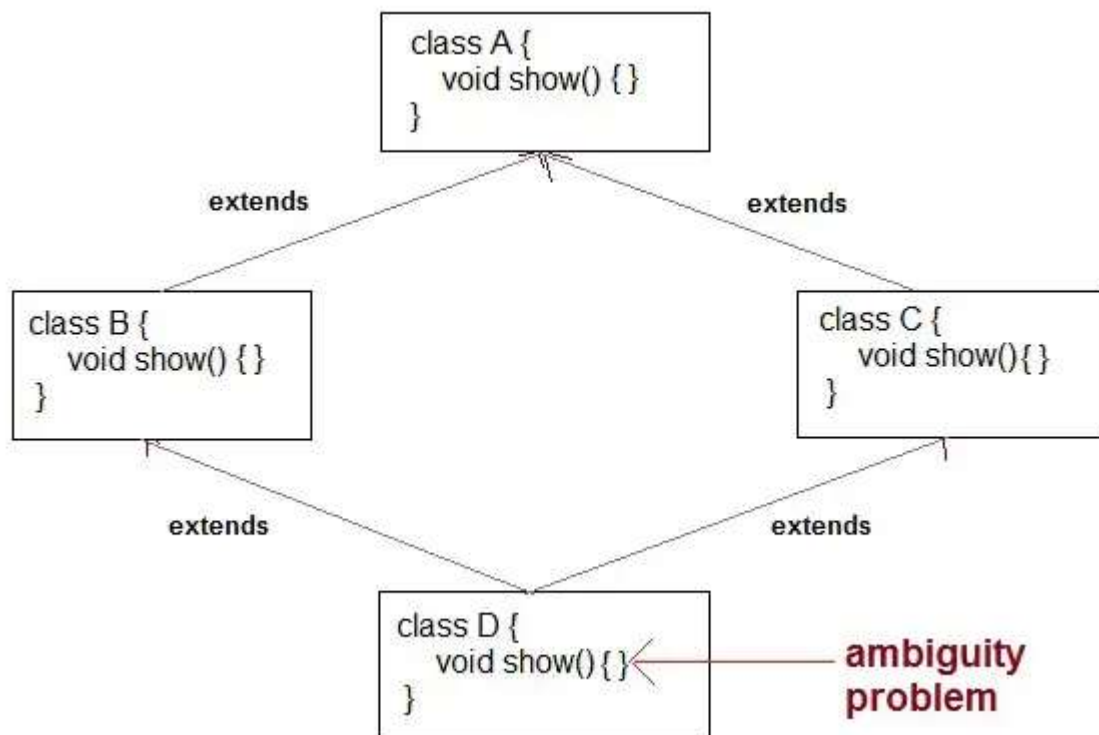 class A {
void show() { }
}
extends
extends
class B {
void show() { }
}
class C {
void show(){ }
}
extends
extends
class D {
void show(){ }
}
ambiguity
problem